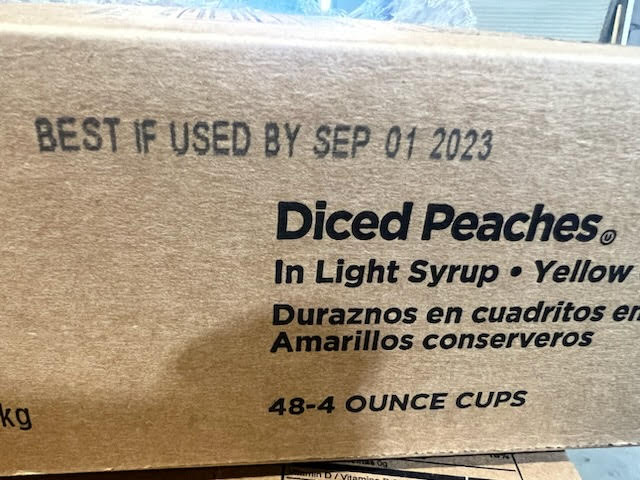 BEST IF USED BY SEP 01 2023
Diced Peaches
In Light Syrup • Yellow
Duraznos en cuadritos en
Amarillos conserveros
48-4 OUNCE CUPS
kg